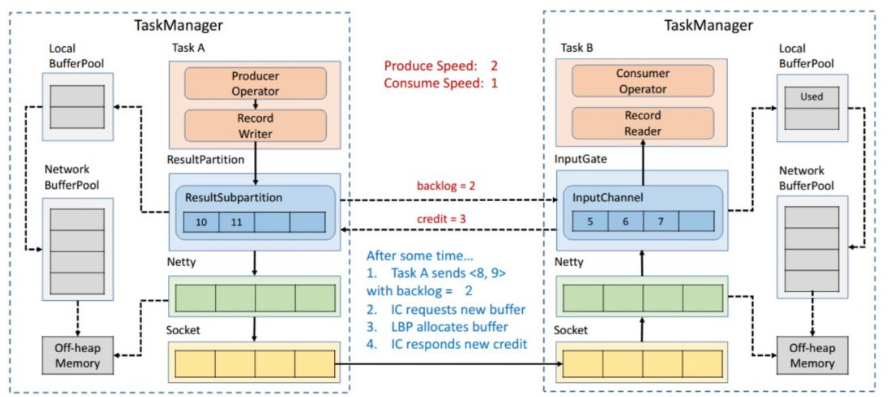 TaskManager
Local
BufferPool
Task A
Producer
Operator
Record
Writer
ResultPartition
Network
BufferPool
ResultSubpartition
10 11
Netty
Socket
Off-heap
Memory
Produce Speed: 2
Consume Speed: 1
backlog = 2
credit = 3
After some time...
1. Task A sends <8, 9>
with backlog = 2
2. IC requests new buffer
3. LBP allocates buffer
4. IC responds new credit
TaskManager
Task B
Local
BufferPool
Consumer
Operator
Used
Record
Reader
InputGate
Network
BufferPool
InputChannel
5 6 7
Netty
Socket
Off-heap
Memory